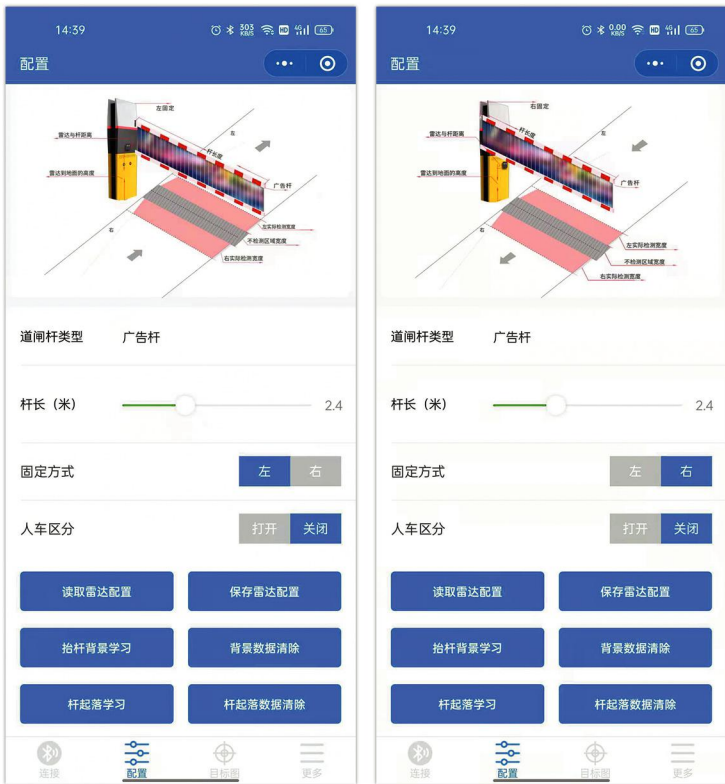 14:39
303 KB/S HD 4G 65
配置
左固定
雷达与杆距离
杆长度
左
雷达到地面的高度
广告杆
左实际检测宽度
右
不检测区域宽度
右实际检测宽度
道闸杆类型 广告杆
杆长（米） 2.4
固定方式 左 右
人车区分 打开 关闭
读取雷达配置 保存雷达配置
抬杆背景学习 背景数据清除
杆起落学习 杆起落数据清除
连接 配置 目标图 更多
14:39
0.00 KB/S HD 4G 65
配置
右固定
雷达与杆距离
杆长度
左
雷达到地面的高度
广告杆
右
左实际检测宽度
不检测区域宽度
右实际检测宽度
道闸杆类型 广告杆
杆长（米） 2.4
固定方式 左 右
人车区分 打开 关闭
读取雷达配置 保存雷达配置
抬杆背景学习 背景数据清除
杆起落学习 杆起落数据清除
连接 配置 目标图 更多